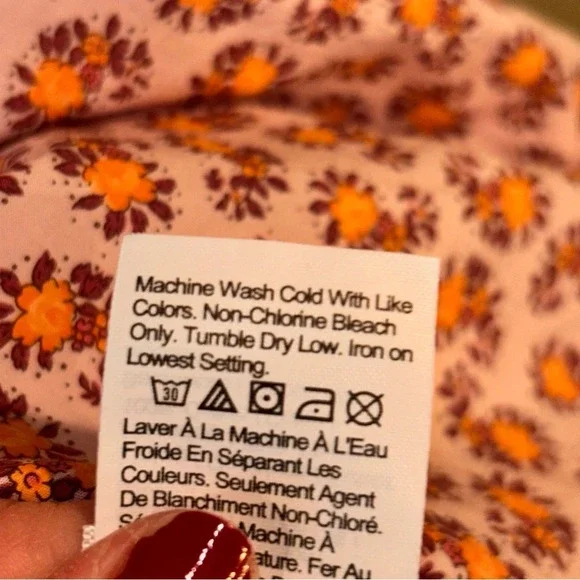 Machine Wash Cold With Like
Colors. Non-Chlorine Bleach
Only. Tumble Dry Low. Iron on
Lowest Setting.
30
Laver À La Machine À L'Eau
Froide En Séparant Les
Couleurs. Seulement Agent
De Blanchiment Non-Chloré.
Machine À
Fer Au